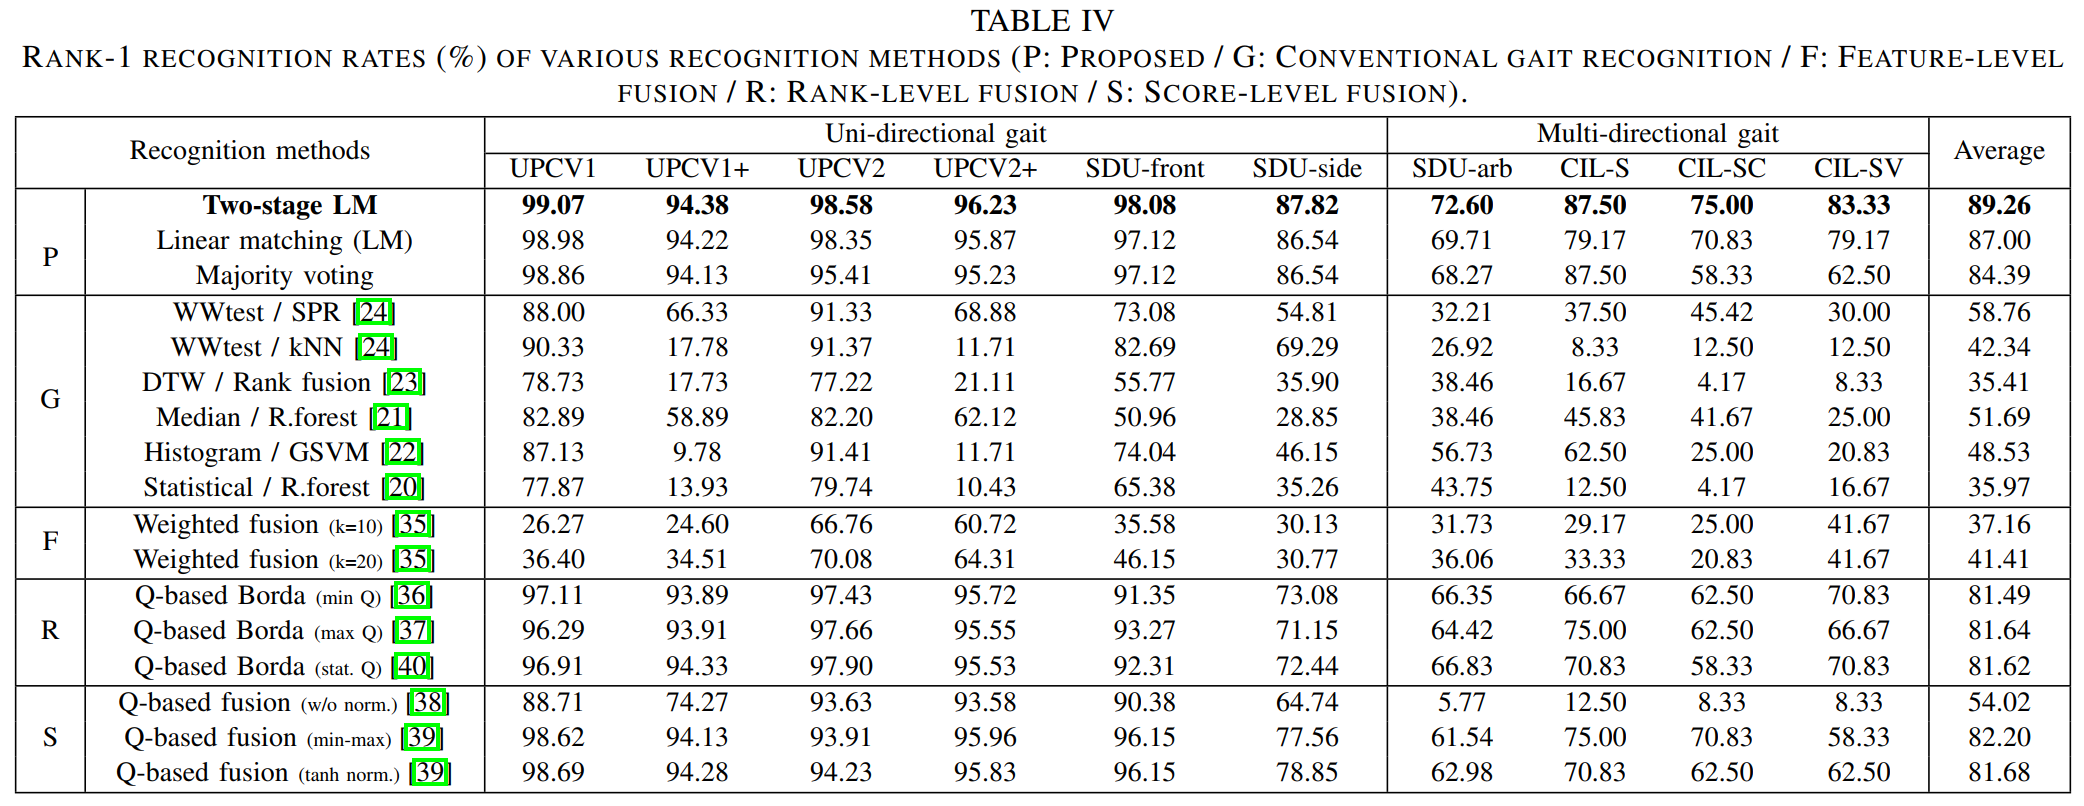 TABLE IV
RANK-1 RECOGNITION RATES (%) OF VARIOUS RECOGNITION METHODS (P: PROPOSED / G: CONVENTIONAL GAIT RECOGNITION / F: FEATURE-LEVEL
FUSION / R: RANK-LEVEL FUSION / S: SCORE-LEVEL FUSION).
Recognition methods Uni-directional gait Multi-directional gait Average
UPCV1 UPCV1+ UPCV2 UPCV2+ SDU-front SDU-side SDU-arb CIL-S CIL-SC CIL-SV
P
Two-stage LM 99.07 94.38 98.58 96.23 98.08 87.82 72.60 87.50 75.00 83.33 89.26
Linear matching (LM) 98.98 94.22 98.35 95.87 97.12 86.54 69.71 79.17 70.83 79.17 87.00
Majority voting 98.86 94.13 95.41 95.23 97.12 86.54 68.27 87.50 58.33 62.50 84.39
G
WWtest / SPR [24] 88.00 66.33 91.33 68.88 73.08 54.81 32.21 37.50 45.42 30.00 58.76
WWtest / kNN [24] 90.33 17.78 91.37 11.71 82.69 69.29 26.92 8.33 12.50 12.50 42.34
DTW / Rank fusion [23] 78.73 17.73 77.22 21.11 55.77 35.90 38.46 16.67 4.17 8.33 35.41
Median / R.forest [21] 82.89 58.89 82.20 62.12 50.96 28.85 38.46 45.83 41.67 25.00 51.69
Histogram / GSVM [22] 87.13 9.78 91.41 11.71 74.04 46.15 56.73 62.50 25.00 20.83 48.53
Statistical / R.forest [20] 77.87 13.93 79.74 10.43 65.38 35.26 43.75 12.50 4.17 16.67 35.97
F
Weighted fusion (k=10) [35] 26.27 24.60 66.76 60.72 35.58 30.13 31.73 29.17 25.00 41.67 37.16
Weighted fusion (k=20) [35] 36.40 34.51 70.08 64.31 46.15 30.77 36.06 33.33 20.83 41.67 41.41
R
Q-based Borda (min Q) [36] 97.11 93.89 97.43 95.72 91.35 73.08 66.35 66.67 62.50 70.83 81.49
Q-based Borda (max Q) [37] 96.29 93.91 97.66 95.55 93.27 71.15 64.42 75.00 62.50 66.67 81.64
Q-based Borda (stat. Q) [40] 96.91 94.33 97.90 95.53 92.31 72.44 66.83 70.83 58.33 70.83 81.62
S
Q-based fusion (w/o norm.) [38] 88.71 74.27 93.63 93.58 90.38 64.74 5.77 12.50 8.33 8.33 54.02
Q-based fusion (min-max) [39] 98.62 94.13 93.91 95.96 96.15 77.56 61.54 75.00 70.83 58.33 82.20
Q-based fusion (tanh norm.) [39] 98.69 94.28 94.23 95.83 96.15 78.85 62.98 70.83 62.50 62.50 81.68